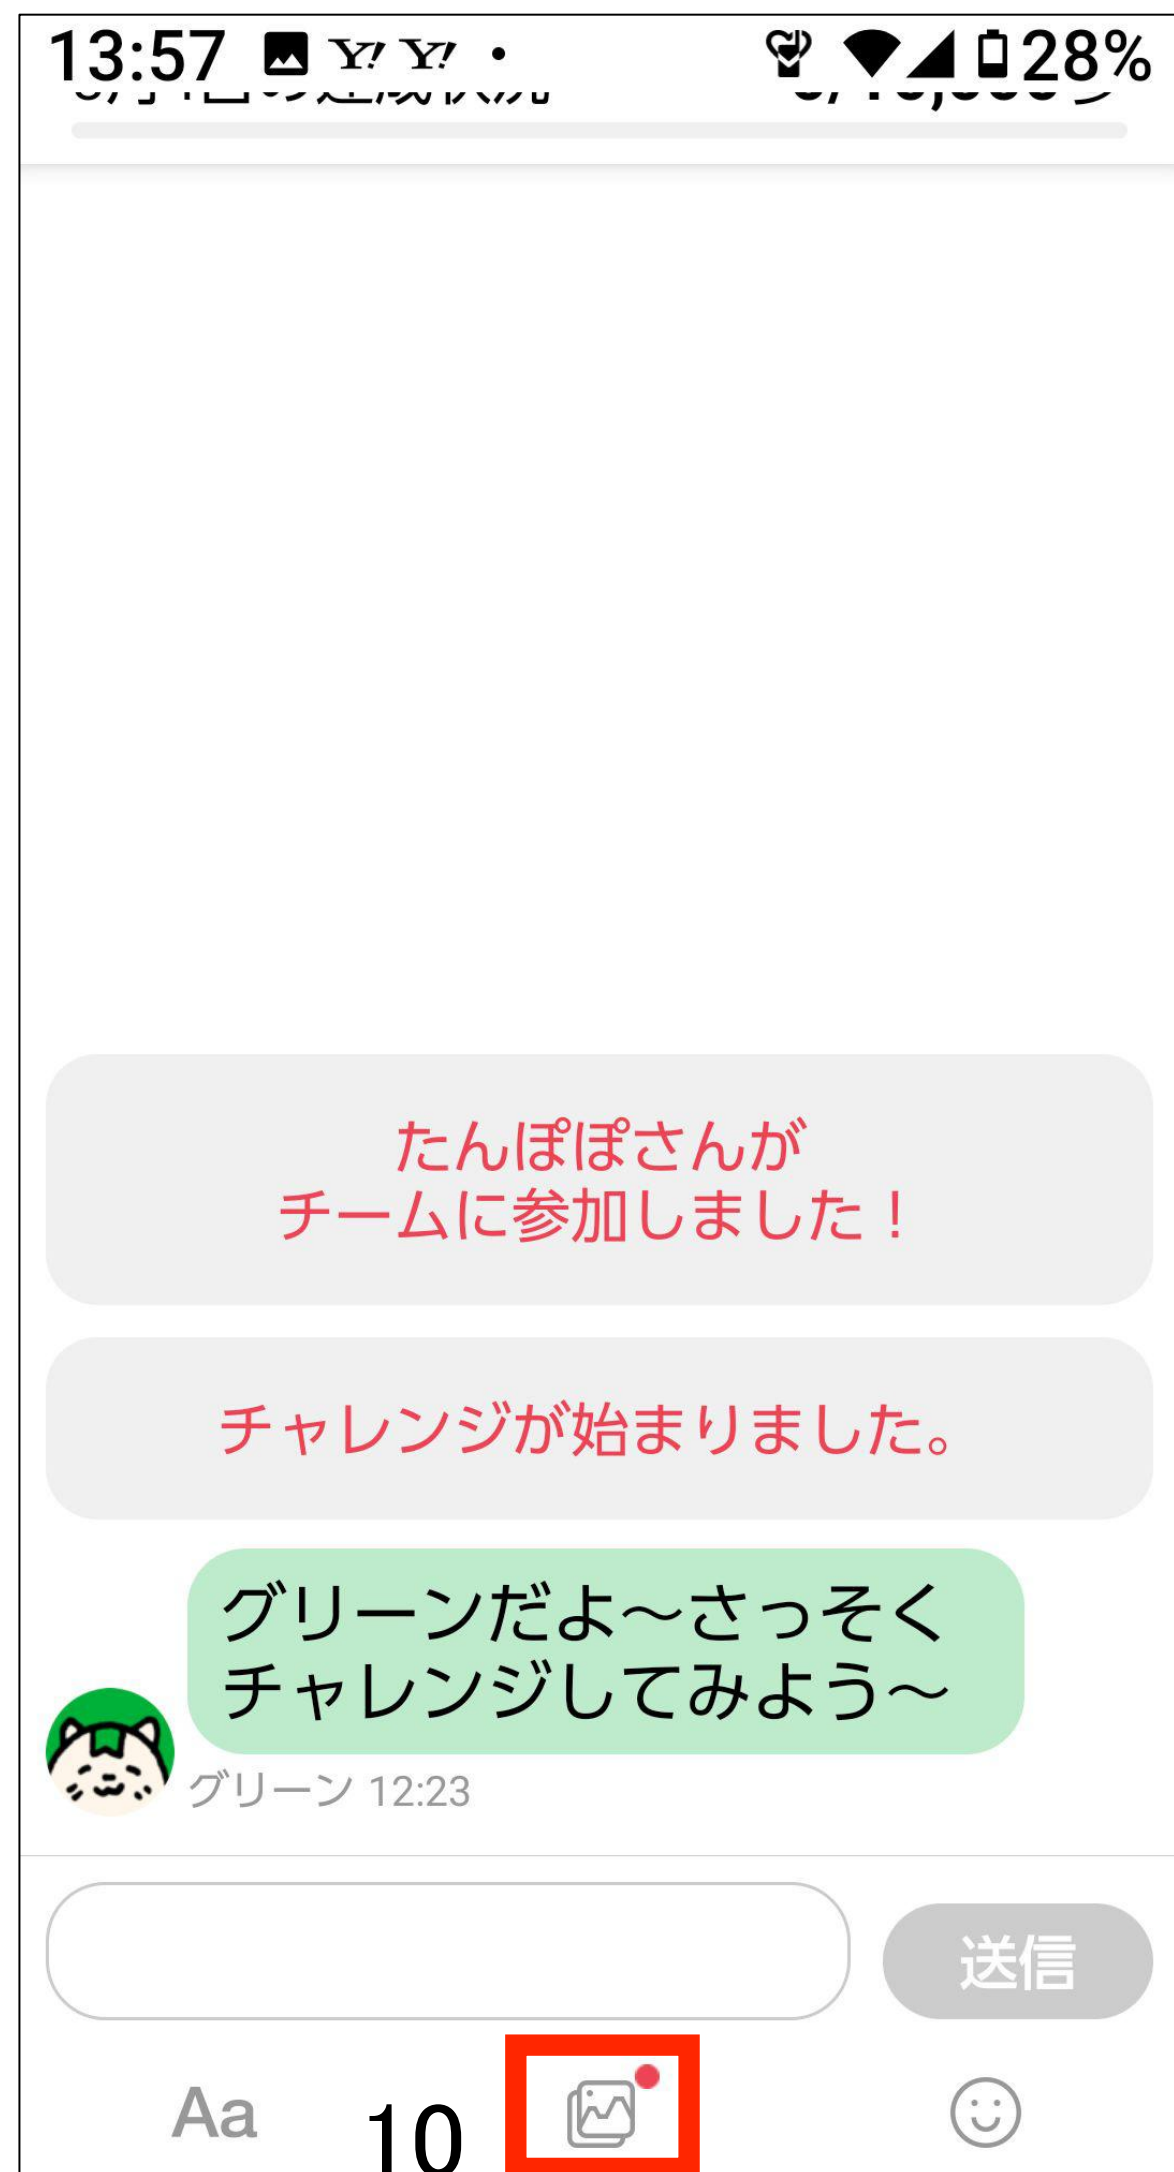 13:57 Y! Y! • 28%
たんぽぽさんが
チームに参加しました！
チャレンジが始まりました。
グリーンだよ〜さっそく
チャレンジしてみよう〜
グリーン 12:23
送信
Aa 10